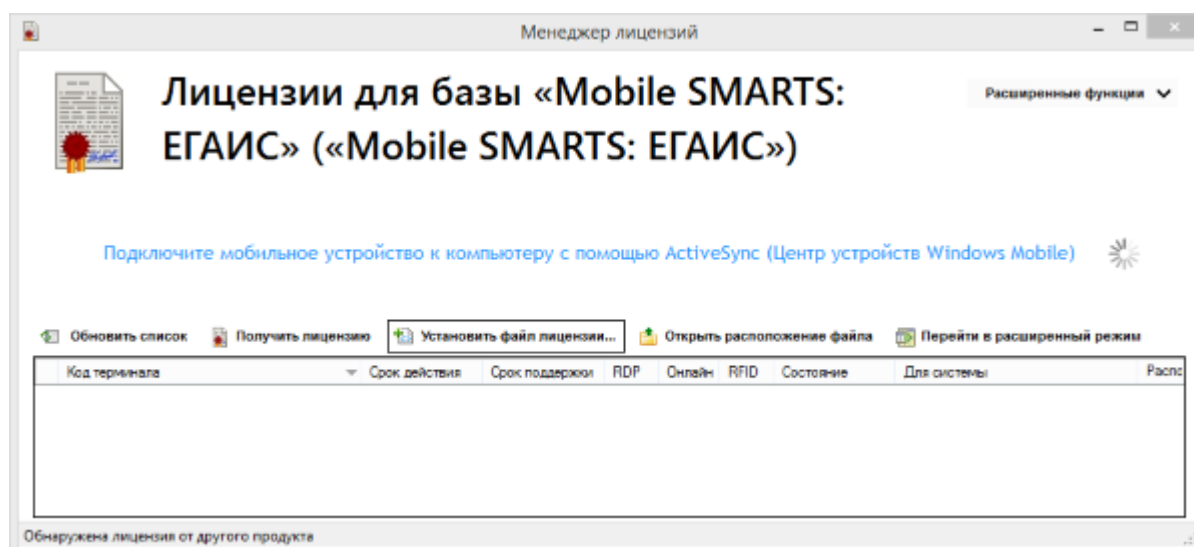 Менеджер лицензий
Лицензии для базы «Mobile SMARTS:
ЕГАИС» («Mobile SMARTS: ЕГАИС»)
Расширенные функции
Подключите мобильное устройство к компьютеру с помощью ActiveSync (Центр устройств Windows Mobile)
Обновить список Получить лицензию Установить файл лицензии... Открыть расположение файла Перейти в расширенный режим
Код терминала Срок действия Срок поддержки RDP Онлайн RFID Состояние Для системы Распо
Обнаружена лицензия от другого продукта